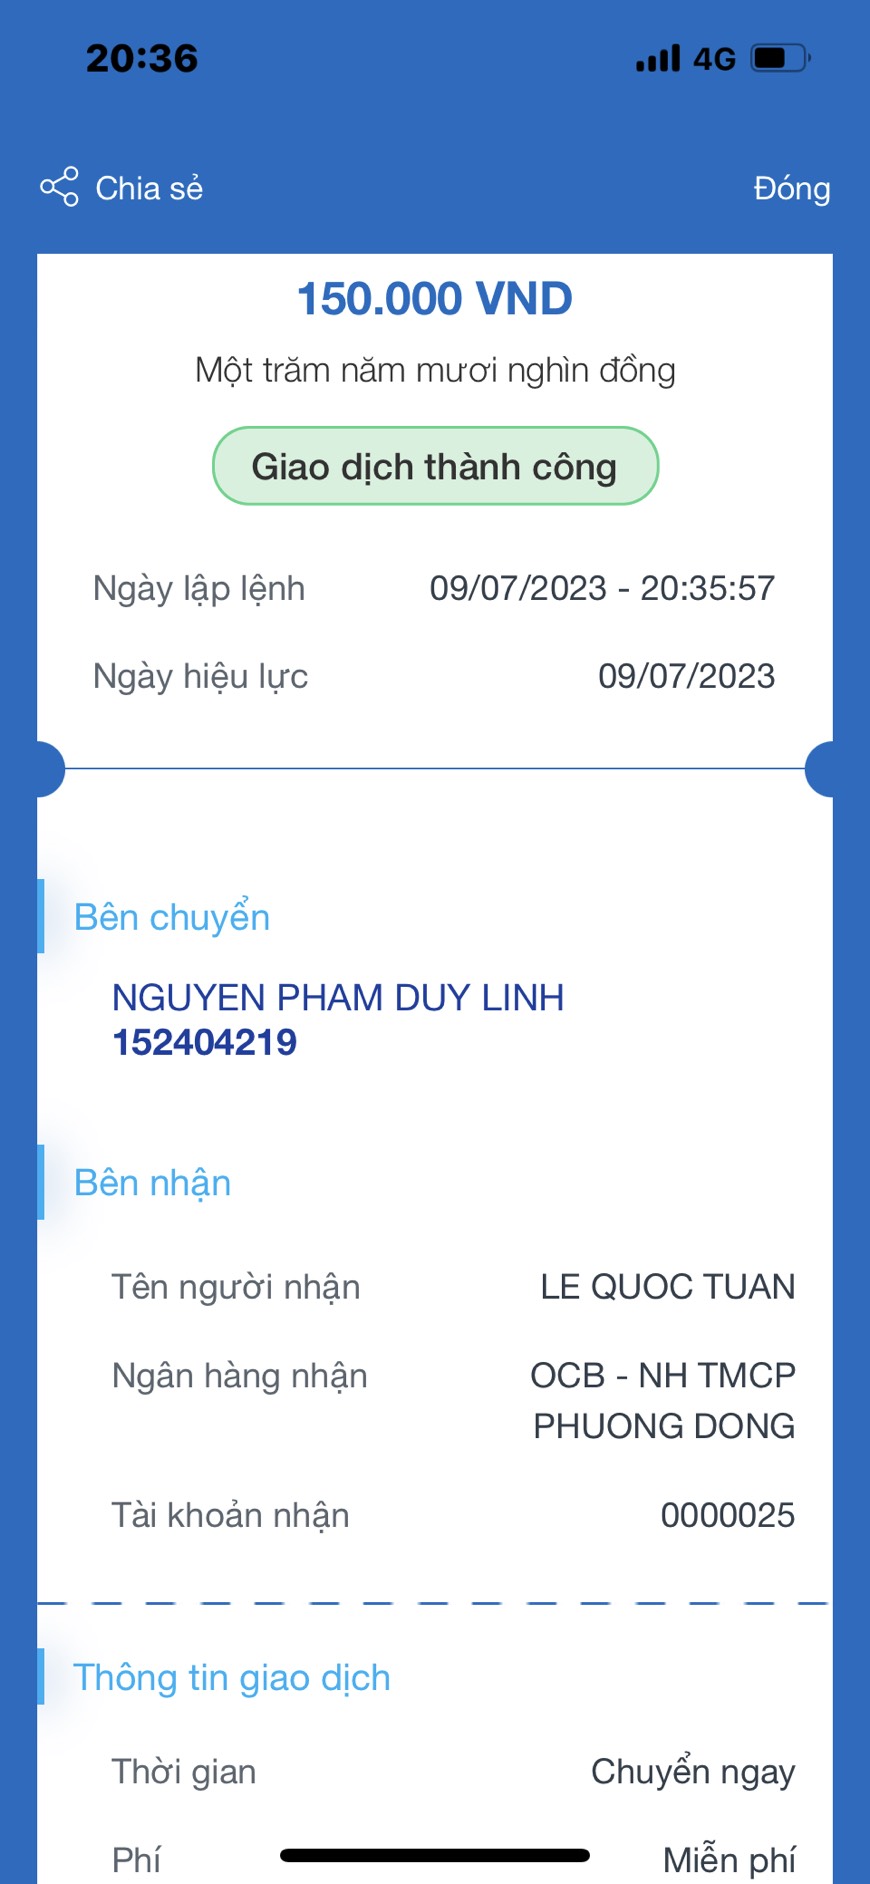 20:36 4G
Chia sẻ Đóng
150.000 VND
Một trăm năm mươi nghìn đồng
Giao dịch thành công
Ngày lập lệnh 09/07/2023 - 20:35:57
Ngày hiệu lực 09/07/2023
Bên chuyển
NGUYEN PHAM DUY LINH
152404219
Bên nhận
Tên người nhận LE QUOC TUAN
Ngân hàng nhận OCB - NH TMCP
PHUONG DONG
Tài khoản nhận 0000025
Thông tin giao dịch
Thời gian Chuyển ngay
Phí Miễn phí